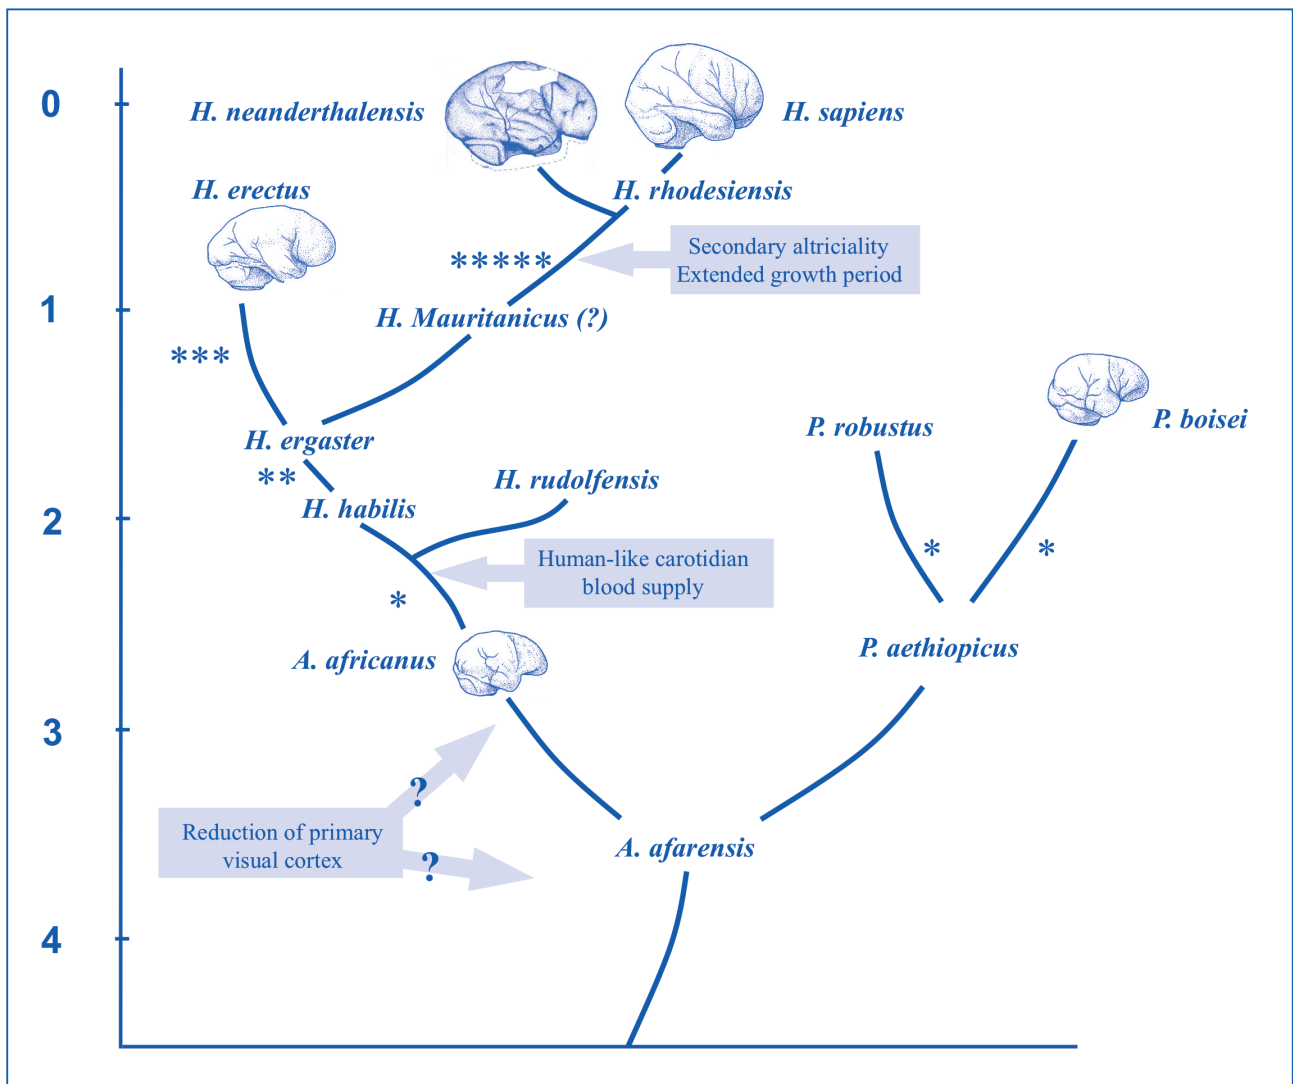 0
H. neanderthalensis
H. sapiens
H. erectus
H. rhodesiensis
*****
Secondary altriciality
Extended growth period
1
H. Mauritanicus (?)
***
P. robustus
P. boisei
H. ergaster
**
H. rudolfensis
H. habilis
2
*
*
Human-like carotidian
blood supply
*
A. africanus
P. aethiopicus
3
?
Reduction of primary
visual cortex
?
A. afarensis
4